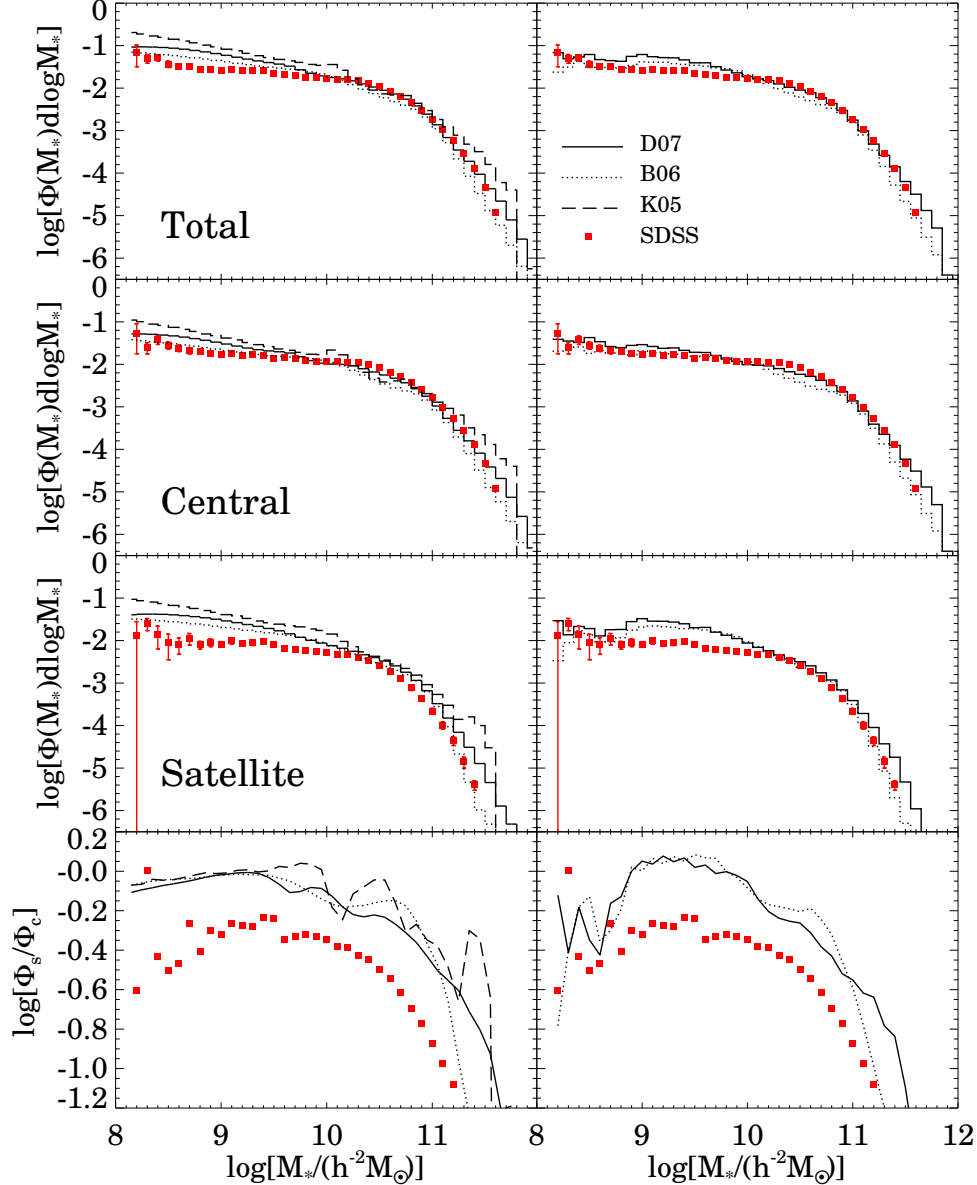 0
-1
-2
-3
-4
-5
-6
log[Φ(M*)dlogM*]
Total
D07
B06
K05
SDSS
0
-1
-2
-3
-4
-5
-6
log[Φ(M*)dlogM*]
Central
0
-1
-2
-3
-4
-5
-6
log[Φ(M*)dlogM*]
Satellite
0.2
-0.0
-0.2
-0.4
-0.6
-0.8
-1.0
-1.2
log[Φs/Φc]
8 9 10 11 8 9 10 11 12
log[M*/(h⁻²M⊙)] log[M*/(h⁻²M⊙)]